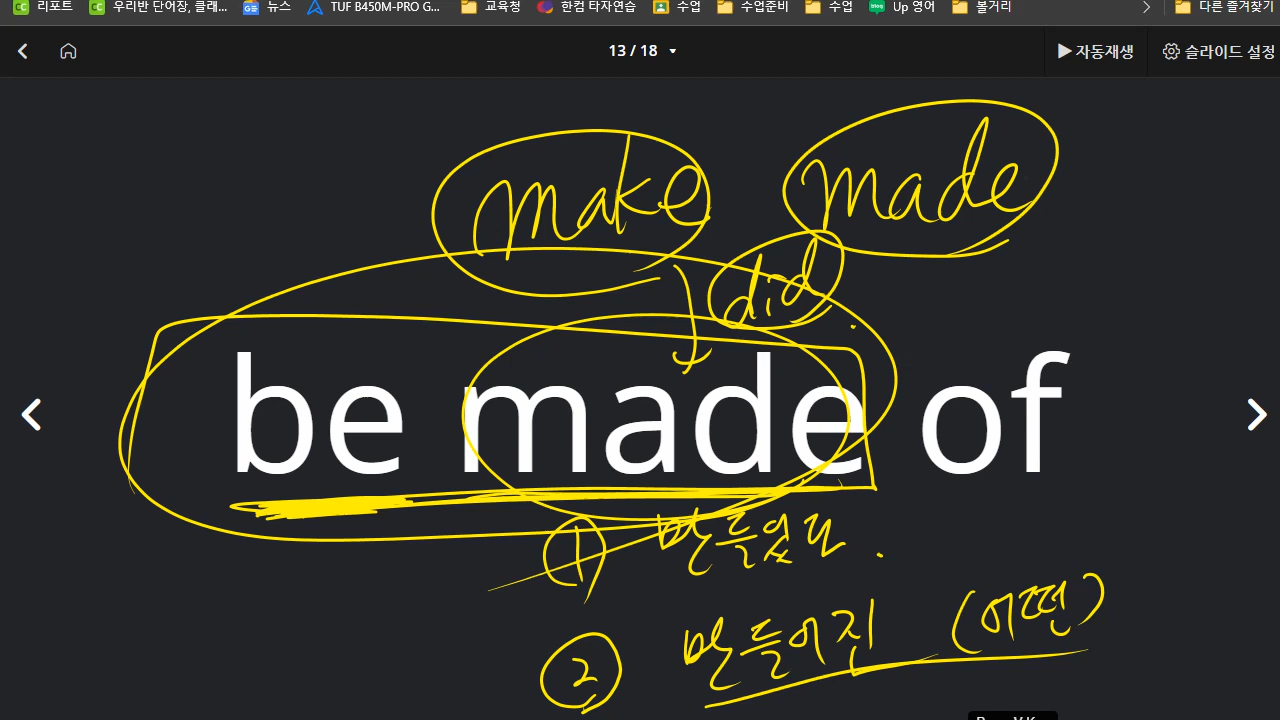 리포트 우리반 단어장, 클래... 뉴스 TUF B450M-PRO G... 교육청 한컴 타자연습 수업 수업준비 수업 Up 영어 볼거리 다른 즐겨찾기
13 / 18 자동재생 슬라이드 설정
make made
did
be made of
① 만들었다.
② 만들어진 (어떤)